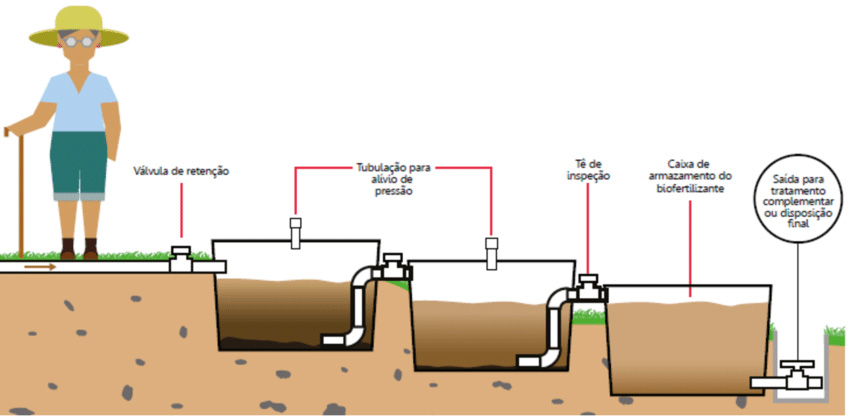 Válvula de retenção
Tubulação para
alívio de
pressão
Tê de
inspeção
Caixa de
armazamento do
biofertilizante
Saída para
tratamento
complementar
ou disposição
final